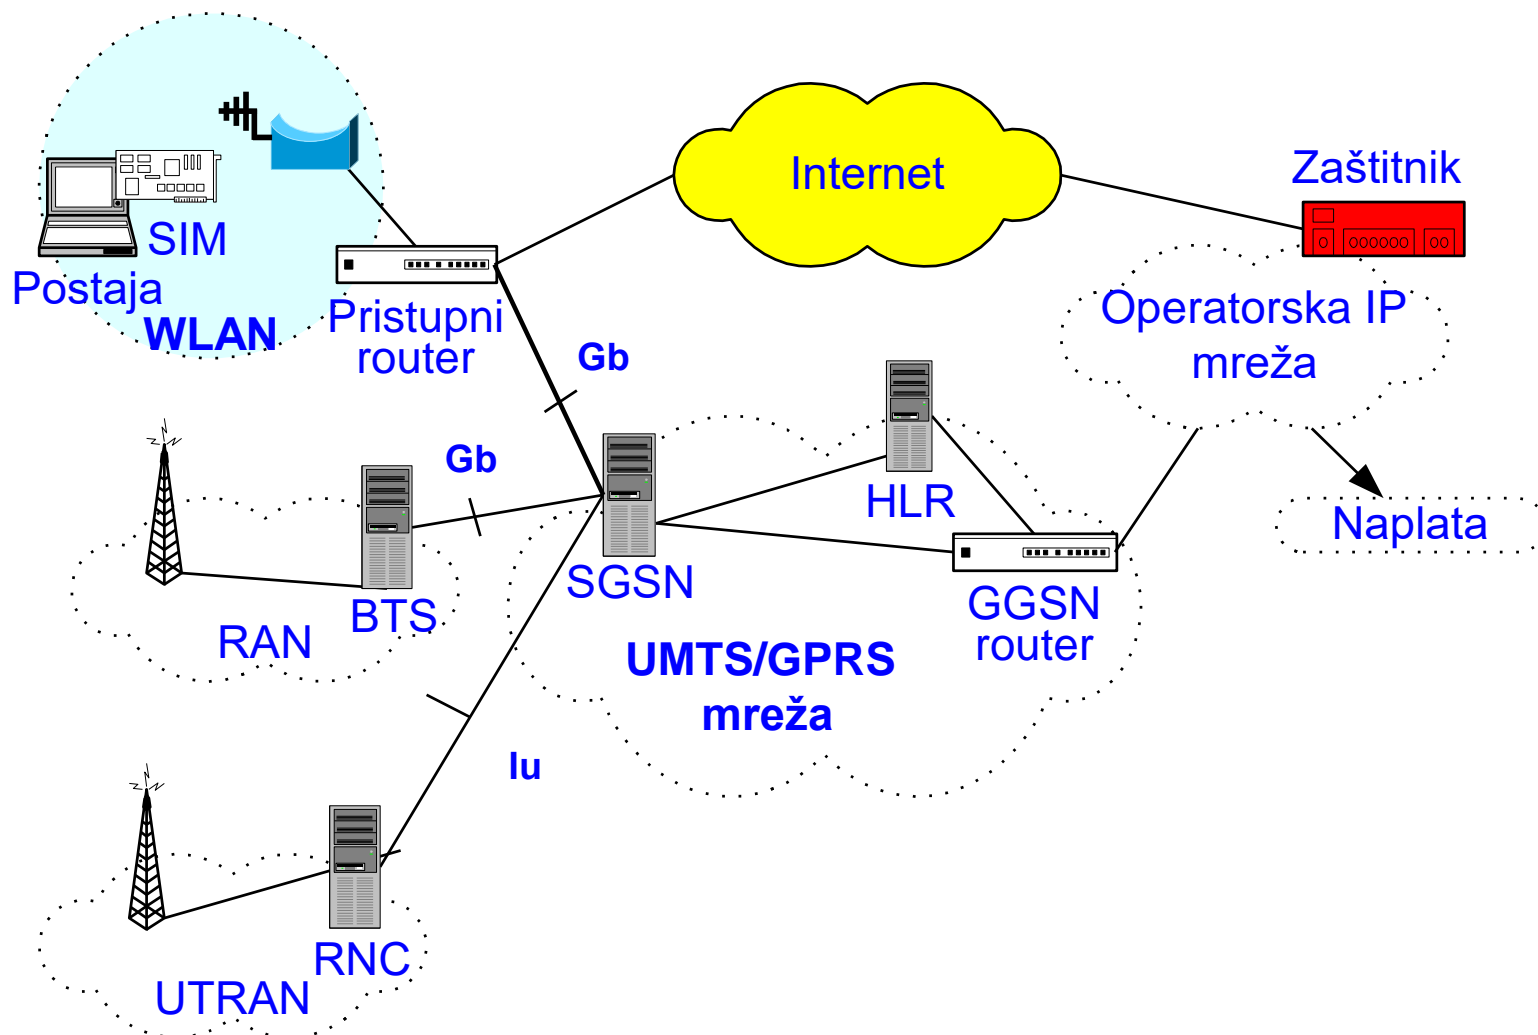 Internet
Zaštitnik
SIM
Postaja
WLAN
Pristupni
router
Operatorska IP
mreža
Gb
Gb
HLR
Naplata
SGSN
BTS
RAN
GGSN
router
UMTS/GPRS
mreža
Iu
RNC
UTRAN